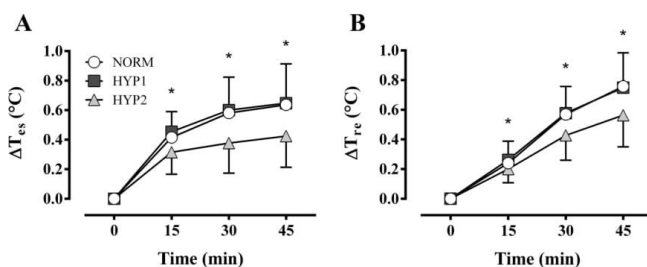 A
B
* * *
* * *
1.0
0.8
0.6
0.4
0.2
0.0
ΔTes (°C)
NORM
HYP1
HYP2
0 15 30 45
Time (min)
1.0
0.8
0.6
0.4
0.2
0.0
ΔTre (°C)
0 15 30 45
Time (min)